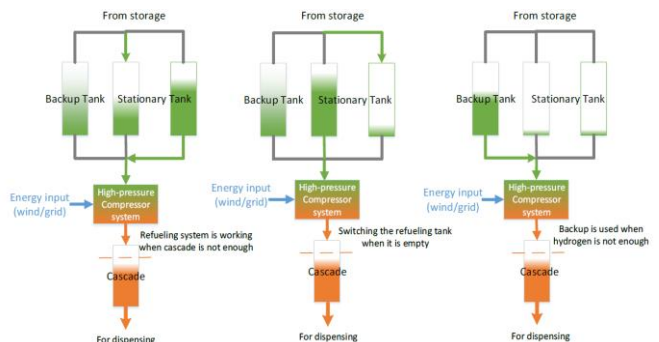 From storage
Backup Tank
Stationary Tank
Energy input
(wind/grid)
High-pressure
Compressor
system
Refueling system is working
when cascade is not enough
Cascade
For dispensing
From storage
Backup Tank
Stationary Tank
Energy input
(wind/grid)
High-pressure
Compressor
system
Switching the refueling tank
when it is empty
Cascade
For dispensing
From storage
Backup Tank
Stationary Tank
Energy input
(wind/grid)
High-pressure
Compressor
system
Backup is used when
hydrogen is not enough
Cascade
For dispensing